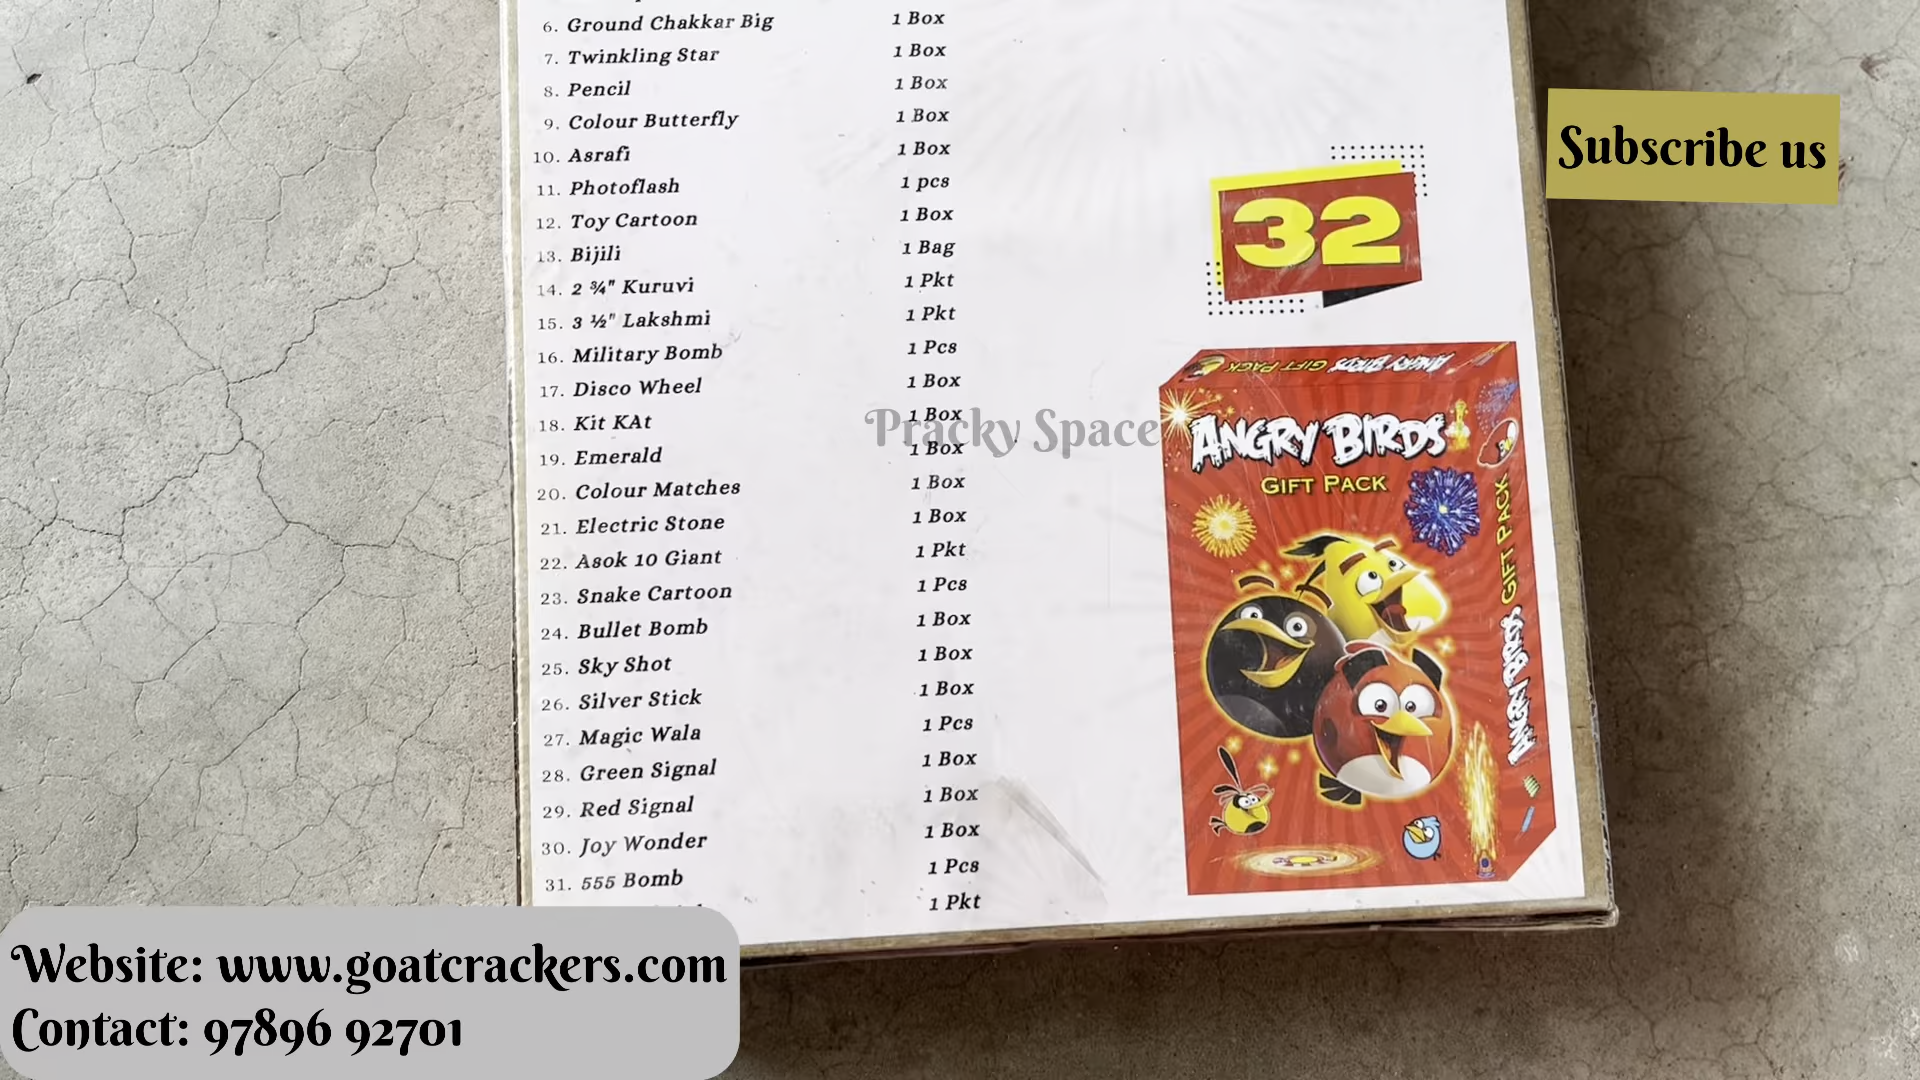 6. Ground Chakkar Big 1 Box
7. Twinkling Star 1 Box
8. Pencil 1 Box
9. Colour Butterfly 1 Box
10. Asrafi 1 Box
11. Photoflash 1 pcs
12. Toy Cartoon 1 Box
13. Bijili 1 Bag
14. 2 ¾" Kuruvi 1 Pkt
15. 3 ½" Lakshmi 1 Pkt
16. Military Bomb 1 Pcs
17. Disco Wheel 1 Box
18. Kit KAt 1 Box
19. Emerald 1 Box
20. Colour Matches 1 Box
21. Electric Stone 1 Box
22. Asok 10 Giant 1 Pkt
23. Snake Cartoon 1 Pcs
24. Bullet Bomb 1 Box
25. Sky Shot 1 Box
26. Silver Stick 1 Box
27. Magic Wala 1 Pcs
28. Green Signal 1 Box
29. Red Signal 1 Box
30. Joy Wonder 1 Box
31. 555 Bomb 1 Pcs
1 Pkt
Subscribe us
32
Pracky Space
ANGRY BIRDS GIFT PACK
ANGRY BIRDS
GIFT PACK
ANGRY BIRDS GIFT PACK
Website: www.goatcrackers.com
Contact: 97896 92701